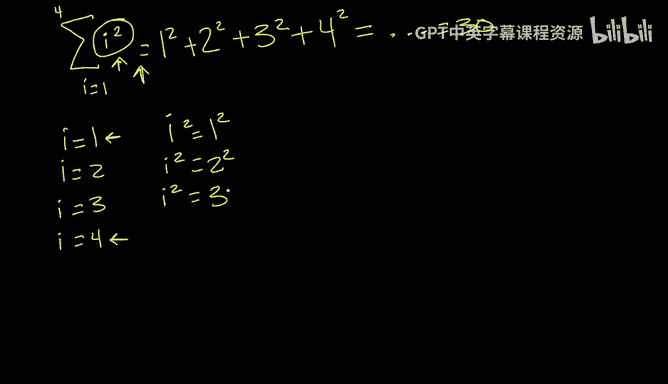 4
∑ i² = 1² + 2² + 3² + 4² = ... = 30
i=1
GPT中英字幕课程资源 bilibili
i = 1 ← i² = 1²
i = 2 i² = 2²
i = 3 i² = 3
i = 4 ←